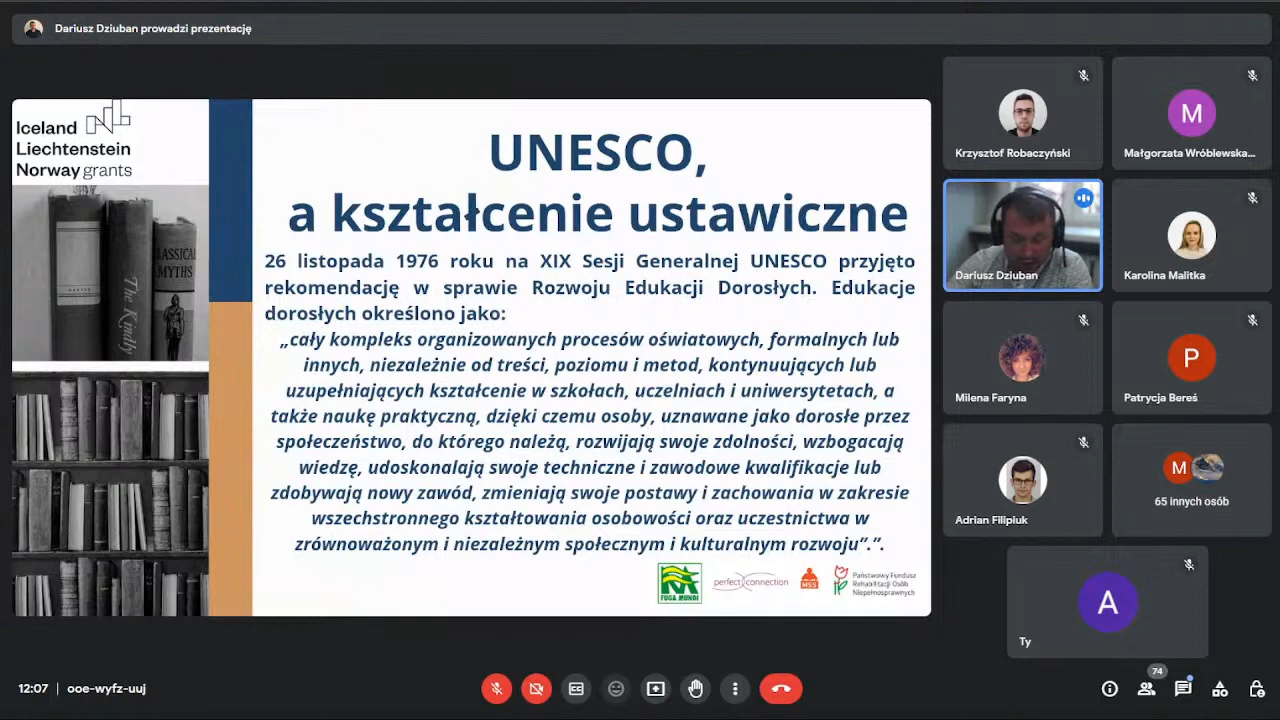 Dariusz Dziuban prowadzi prezentację
Iceland
Liechtenstein
Norway grants
CLASSICAL
MYTHS
The Kindly
UNESCO,
a kształcenie ustawiczne
26 listopada 1976 roku na XIX Sesji Generalnej UNESCO przyjęto
rekomendację w sprawie Rozwoju Edukacji Dorosłych. Edukacje
dorosłych określono jako:
„cały kompleks organizowanych procesów oświatowych, formalnych lub
innych, niezależnie od treści, poziomu i metod, kontynuujących lub
uzupełniających kształcenie w szkołach, uczelniach i uniwersytetach, a
także naukę praktyczną, dzięki czemu osoby, uznawane jako dorosłe przez
społeczeństwo, do którego należą, rozwijają swoje zdolności, wzbogacają
wiedzę, udoskonalają swoje techniczne i zawodowe kwalifikacje lub
zdobywają nowy zawód, zmieniają swoje postawy i zachowania w zakresie
wszechstronnego kształtowania osobowości oraz uczestnictwa w
zrównoważonym i niezależnym społecznym i kulturalnym rozwoju”.”.
FUGA MUNDI
perfect connection
MSS
Państwowy Fundusz
Rehabilitacji Osób
Niepełnosprawnych
Krzysztof Robaczyński
M
Małgorzata Wróblewska...
Dariusz Dziuban
Karolina Malitka
Milena Faryna
P
Patrycja Bereś
Adrian Filipiuk
M
65 innych osób
A
Ty
12:07 | ooe-wyfz-uuj
74